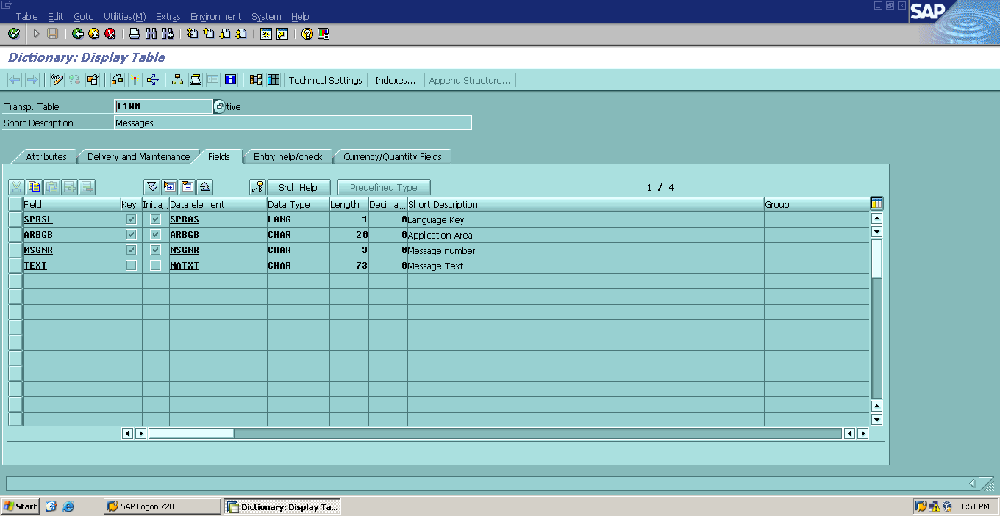 Table Edit Goto Utilities(M) Extras Environment System Help
SAP
Dictionary: Display Table
Technical Settings Indexes... Append Structure...
Transp. Table T100 tive
Short Description Messages
Attributes Delivery and Maintenance Fields Entry help/check Currency/Quantity Fields
Srch Help Predefined Type 1 / 4
Field Key Initia... Data element Data Type Length Decimal... Short Description Group
SPRSL SPRAS LANG 1 0 Language Key
ARBGB ARBGB CHAR 20 0 Application Area
MSGNR MSGNR CHAR 3 0 Message number
TEXT NATXT CHAR 73 0 Message Text
Start SAP Logon 720 Dictionary: Display Ta... 1:51 PM